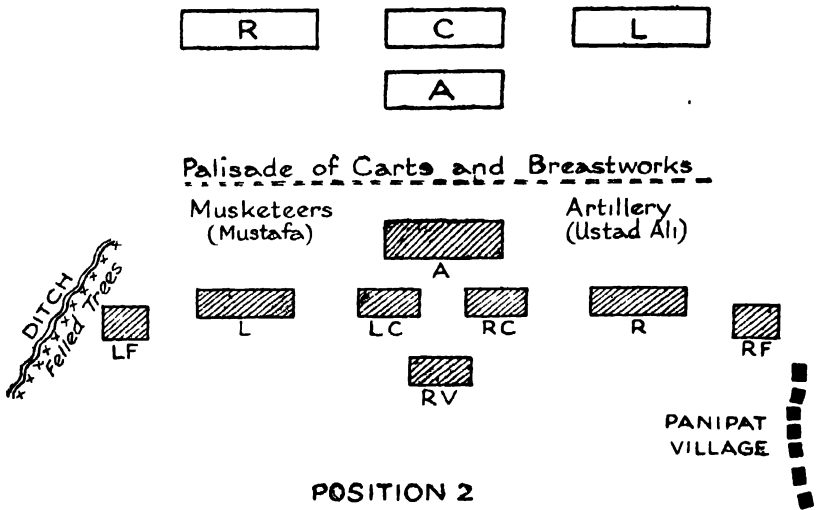 R
C
L
A
Palisade of Carts and Breastworks
Musketeers
(Mustafa)
Artillery
(Ustad Ali)
A
DITCH
Felled Trees
LF
L
LC
RC
R
RF
RV
PANIPAT
VILLAGE
POSITION 2